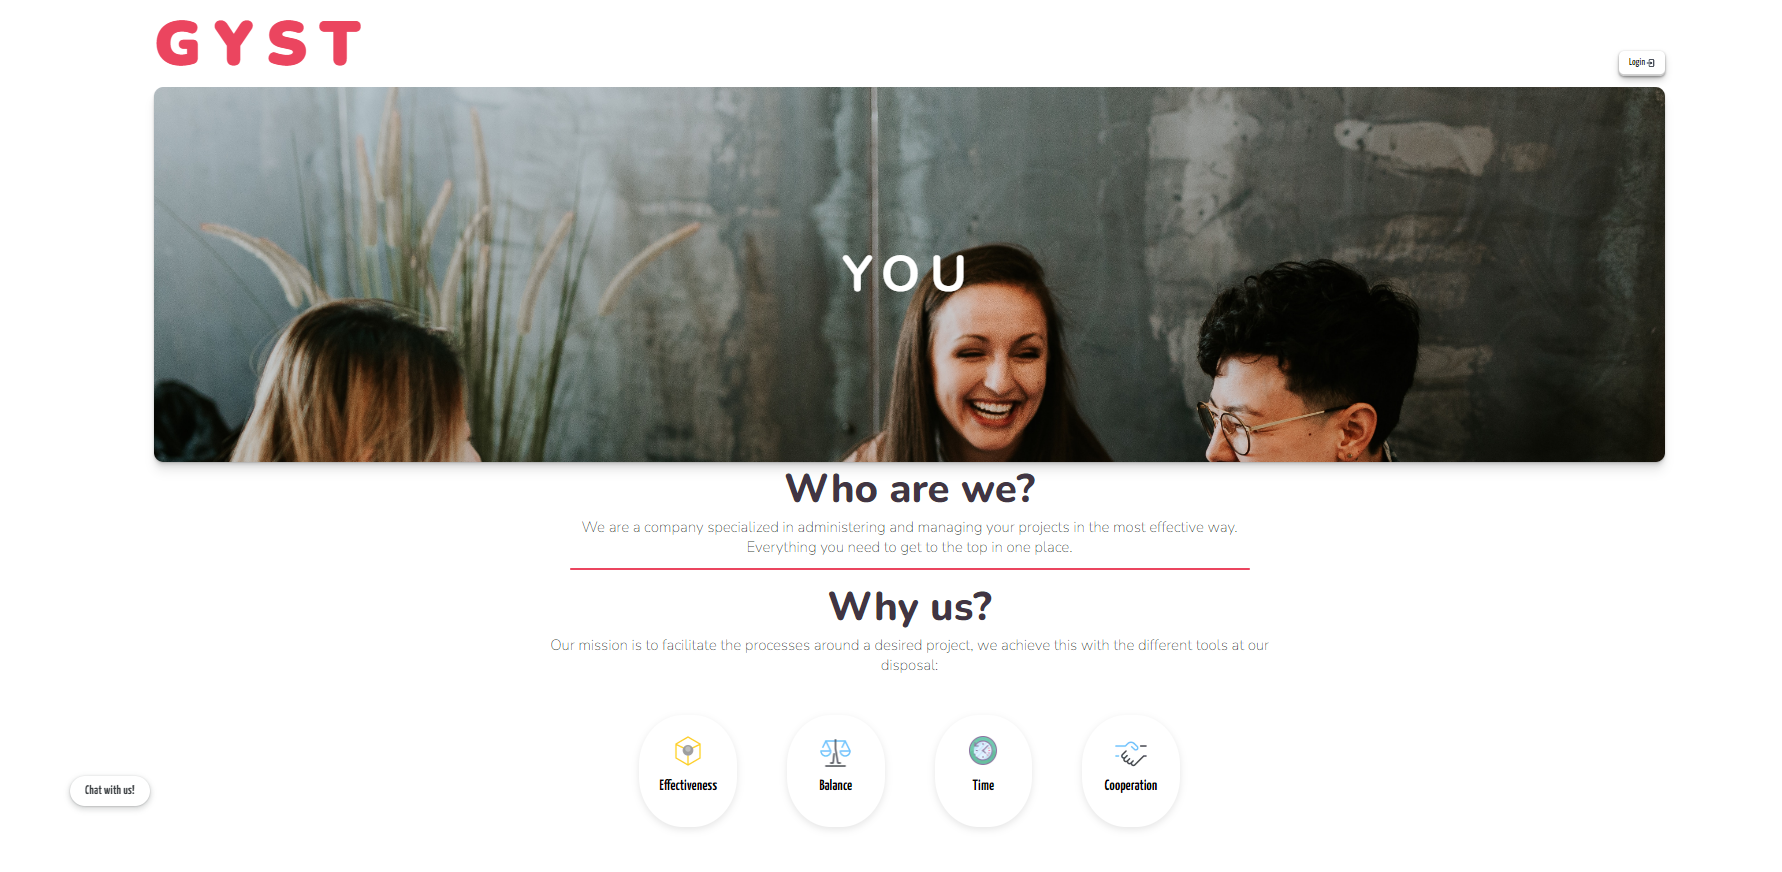 GYST
Login
YOU
Who are we?
We are a company specialized in administering and managing your projects in the most effective way.
Everything you need to get to the top in one place.
Why us?
Our mission is to facilitate the processes around a desired project, we achieve this with the different tools at our
disposal:
Effectiveness
Balance
Time
Cooperation
Chat with us!